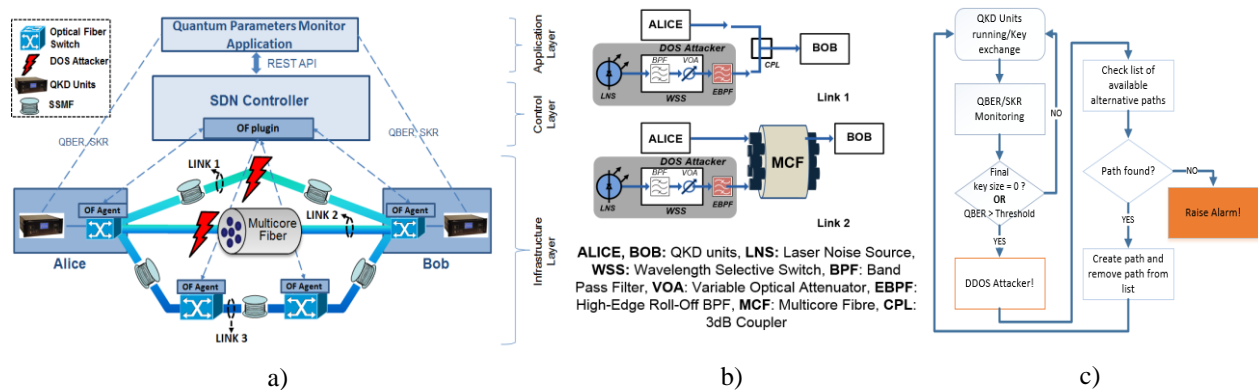 Optical Fiber
Switch
DOS Attacker
QKD Units
SSMF
Quantum Parameters Monitor
Application
REST API
SDN Controller
OF plugin
QBER, SKR
QBER, SKR
Application
Layer
Control
Layer
Infrastructure
Layer
LINK 1
LINK 2
OF Agent
OF Agent
Multicore
Fiber
Alice
Bob
OF Agent
OF Agent
LINK 3
a)
ALICE
DOS Attacker
BPF
VOA
LNS
WSS
EBPF
CPL
BOB
Link 1
ALICE
DOS Attacker
BPF
VOA
LNS
WSS
EBPF
MCF
BOB
Link 2
ALICE, BOB: QKD units, LNS: Laser Noise Source,
WSS: Wavelength Selective Switch, BPF: Band
Pass Filter, VOA: Variable Optical Attenuator, EBPF:
High-Edge Roll-Off BPF, MCF: Multicore Fibre, CPL:
3dB Coupler
b)
QKD Units
running/Key
exchange
QBER/SKR
Monitoring
NO
Final
key size = 0 ?
OR
QBER > Threshold
YES
DDOS Attacker!
Check list of
available
alternative paths
Path found?
NO
Raise Alarm!
YES
Create path and
remove path from
list
c)